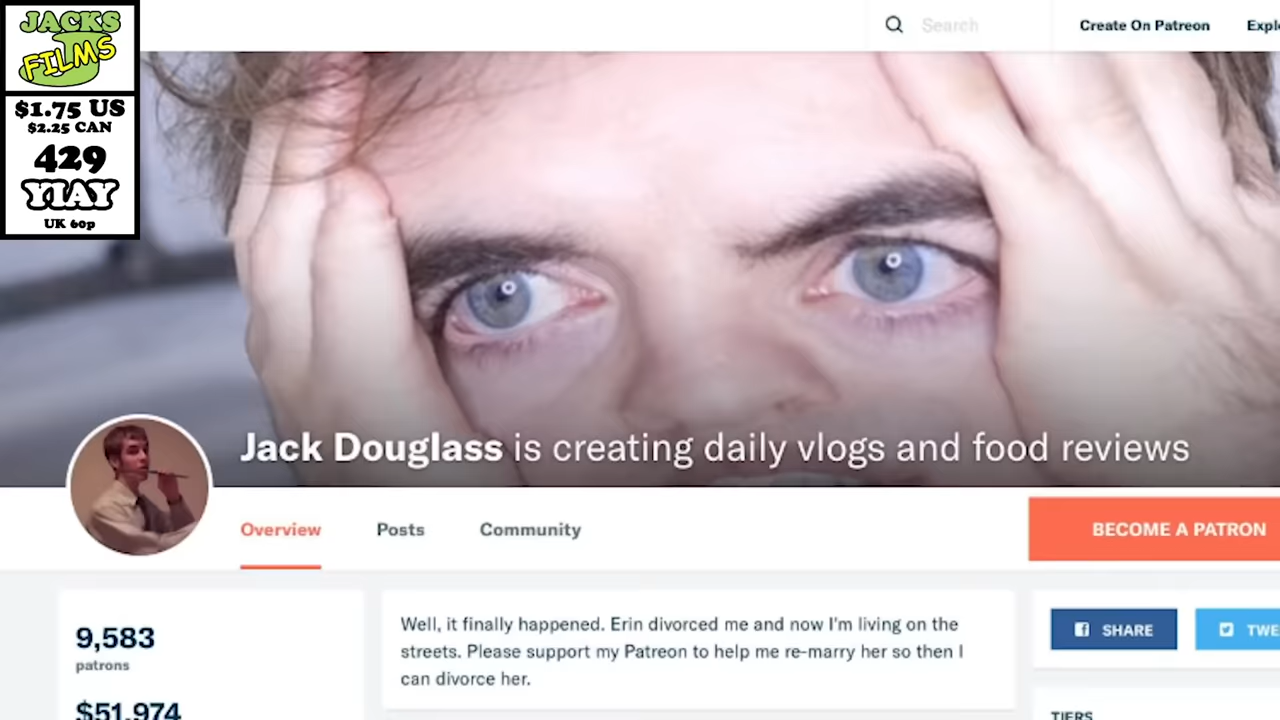 JACKS
FILMS
$1.75 US
$2.25 CAN
429
YIAY
UK 60p
Search
Create On Patreon
Jack Douglass is creating daily vlogs and food reviews
Overview
Posts
Community
BECOME A PATRON
9,583
patrons
$51,974
Well, it finally happened. Erin divorced me and now I'm living on the
streets. Please support my Patreon to help me re-marry her so then I
can divorce her.
SHARE
TIERS